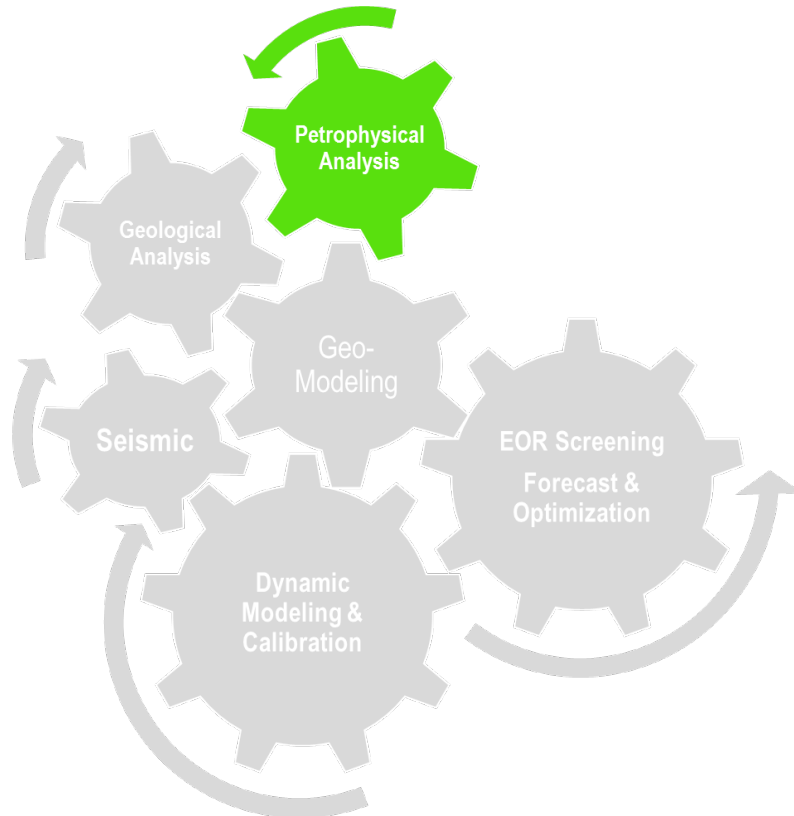 Petrophysical
Analysis
Geological
Analysis
Geo-
Modeling
Seismic
EOR Screening
Forecast &
Optimization
Dynamic
Modeling &
Calibration